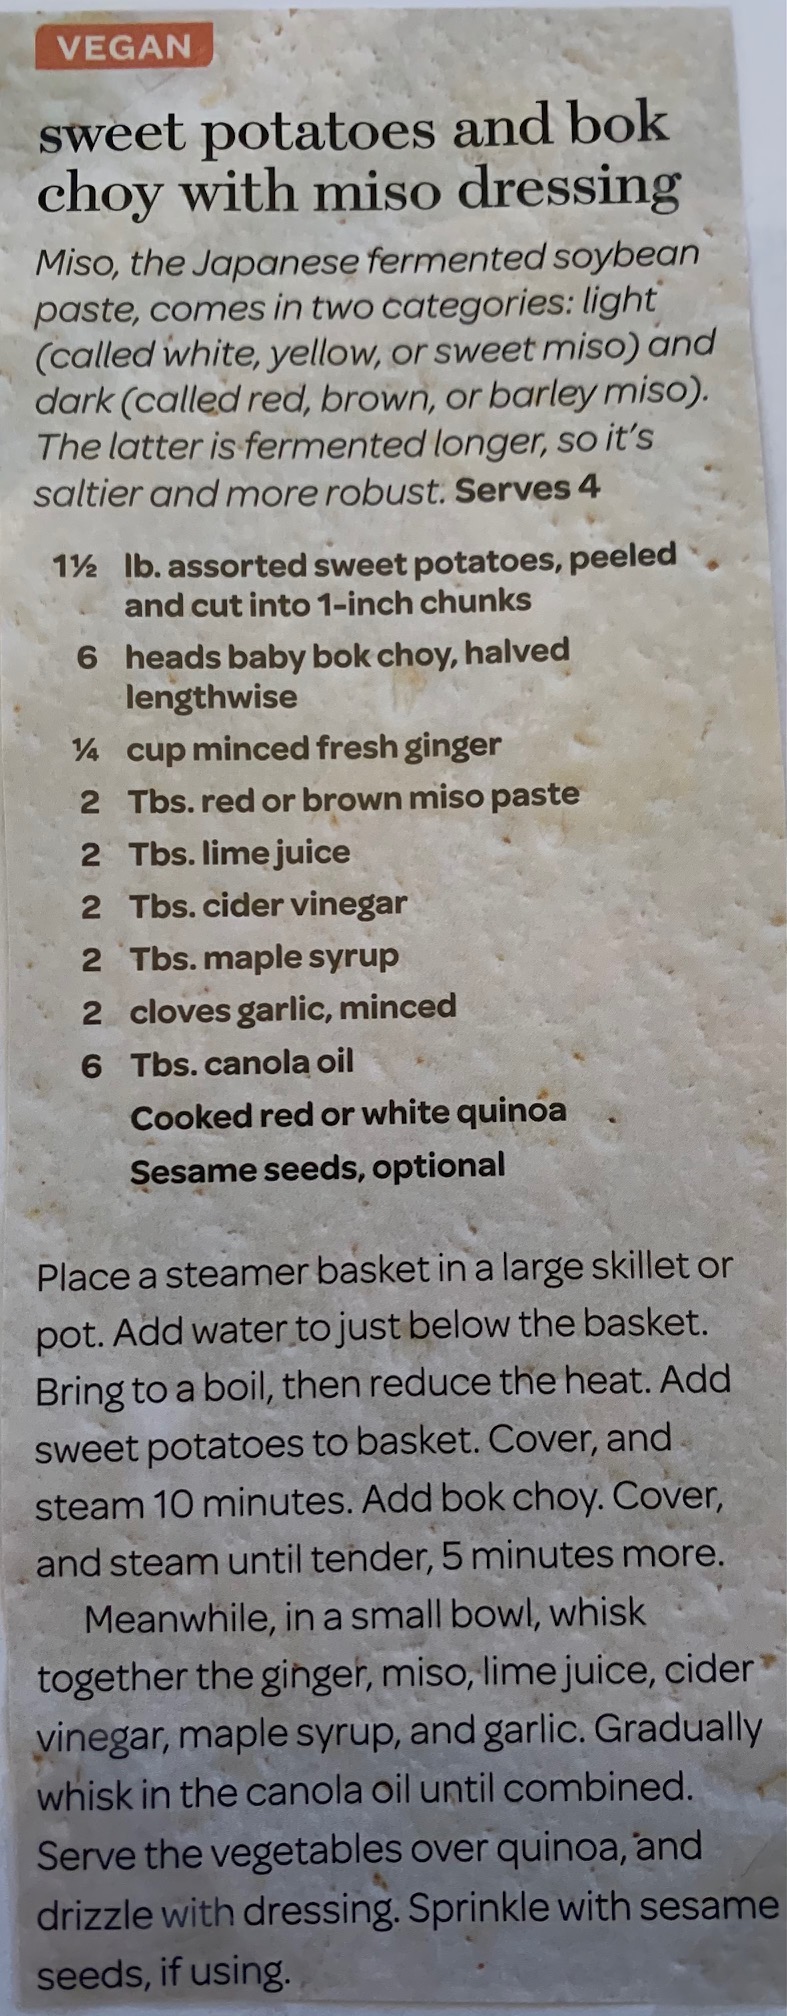 VEGAN
sweet potatoes and bok
choy with miso dressing
Miso, the Japanese fermented soybean
paste, comes in two categories: light
(called white, yellow, or sweet miso) and
dark (called red, brown, or barley miso).
The latter is fermented longer, so it's
saltier and more robust. Serves 4
1½ lb. assorted sweet potatoes, peeled
and cut into 1-inch chunks
6 heads baby bok choy, halved
lengthwise
¼ cup minced fresh ginger
2 Tbs. red or brown miso paste
2 Tbs. lime juice
2 Tbs. cider vinegar
2 Tbs. maple syrup
2 cloves garlic, minced
6 Tbs. canola oil
Cooked red or white quinoa
Sesame seeds, optional
Place a steamer basket in a large skillet or
pot. Add water to just below the basket.
Bring to a boil, then reduce the heat. Add
sweet potatoes to basket. Cover, and
steam 10 minutes. Add bok choy. Cover,
and steam until tender, 5 minutes more.
Meanwhile, in a small bowl, whisk
together the ginger, miso, lime juice, cider
vinegar, maple syrup, and garlic. Gradually
whisk in the canola oil until combined.
Serve the vegetables over quinoa, and
drizzle with dressing. Sprinkle with sesame
seeds, if using.